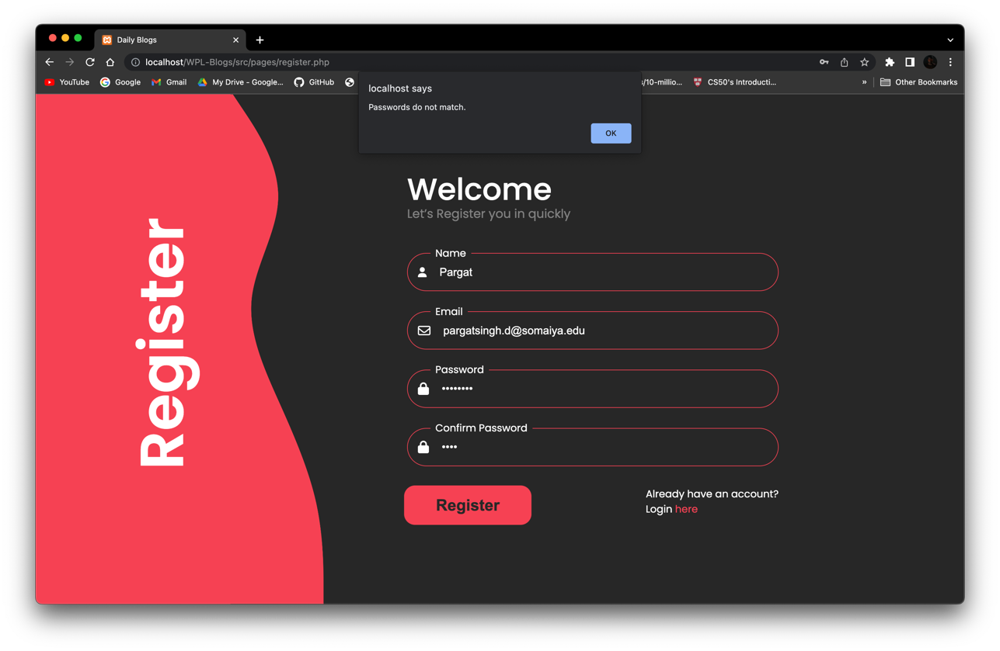 Daily Blogs
localhost/WPL-Blogs/src/pages/register.php
YouTube Google Gmail My Drive - Google... GitHub /10-millio... CS50's Introducti... » Other Bookmarks
localhost says
Passwords do not match.
OK
Register
Welcome
Let's Register you in quickly
Name
Pargat
Email
pargatsingh.d@somaiya.edu
Password
••••••••
Confirm Password
••••
Register
Already have an account?
Login here